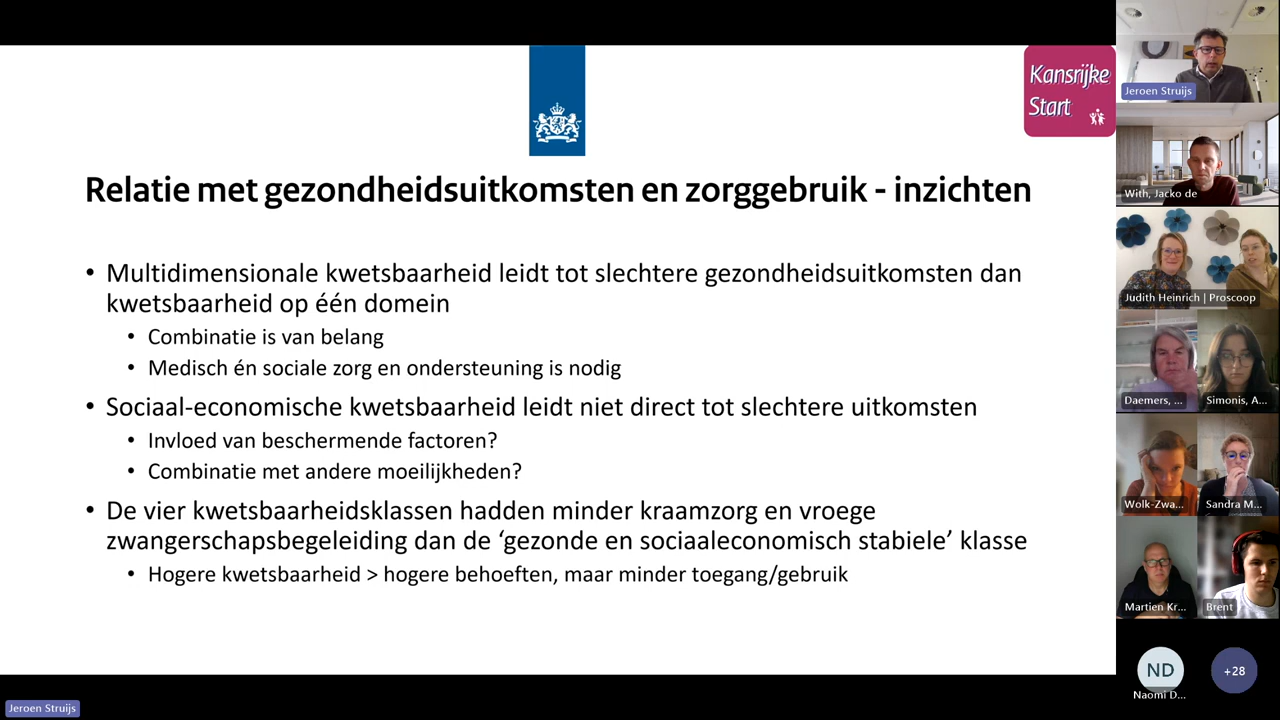 Kansrijke
Start
Relatie met gezondheidsuitkomsten en zorggebruik - inzichten
• Multidimensionale kwetsbaarheid leidt tot slechtere gezondheidsuitkomsten dan
kwetsbaarheid op één domein
• Combinatie is van belang
• Medisch én sociale zorg en ondersteuning is nodig
• Sociaal-economische kwetsbaarheid leidt niet direct tot slechtere uitkomsten
• Invloed van beschermende factoren?
• Combinatie met andere moeilijkheden?
• De vier kwetsbaarheidsklassen hadden minder kraamzorg en vroege
zwangerschapsbegeleiding dan de ‘gezonde en sociaaleconomisch stabiele’ klasse
• Hogere kwetsbaarheid > hogere behoeften, maar minder toegang/gebruik
Jeroen Struijs
Jeroen Struijs
With, Jacko de
Judith Heinrich | Proscoop
Daemers, ...
Simonis, A...
Wolk-Zwa...
Sandra M...
Martien Kr...
Brent
ND
Naomi D...
+28